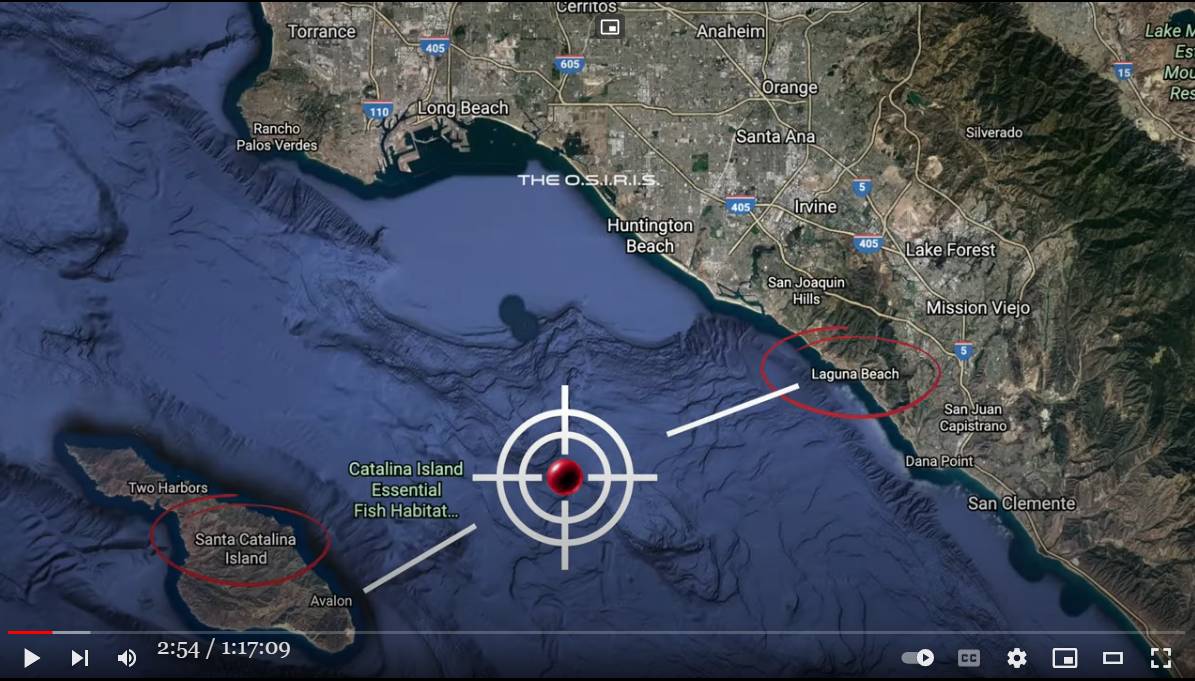 Cerritos
Torrance
Anaheim
405
605
Lake M
Es
Mou
Res
15
Orange
110
Long Beach
Rancho
Palos Verdes
Santa Ana
Silverado
THE O.S.I.R.I.S.
5
405
Irvine
Huntington
Beach
405
Lake Forest
San Joaquin
Hills
Mission Viejo
5
Laguna Beach
San Juan
Capistrano
Dana Point
Catalina Island
Essential
Fish Habitat...
Two Harbors
San Clemente
Santa Catalina
Island
Avalon
2:54 / 1:17:09
CC